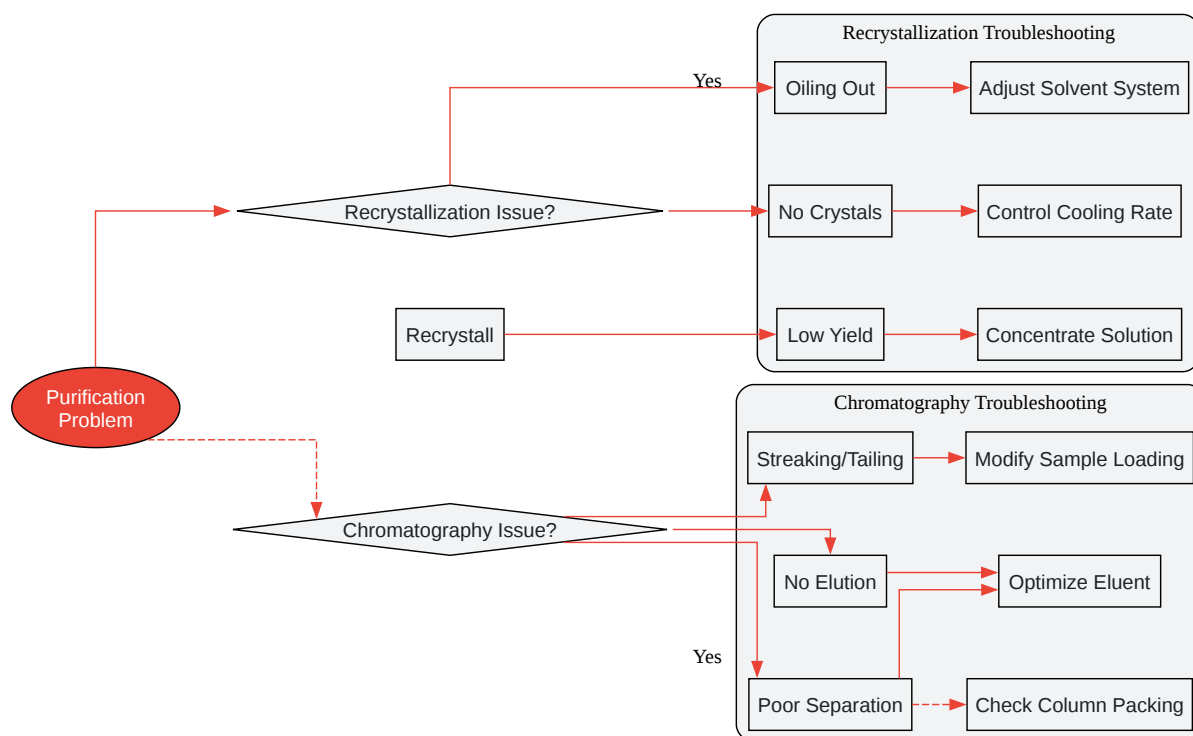 Recrystallization Troubleshooting
Yes
Oiling Out
Adjust Solvent System
Recrystallization Issue?
No Crystals
Control Cooling Rate
Recrystall
Low Yield
Concentrate Solution
Purification
Problem
Chromatography Troubleshooting
Streaking/Tailing
Modify Sample Loading
Chromatography Issue?
No Elution
Optimize Eluent
Yes
Poor Separation
Check Column Packing